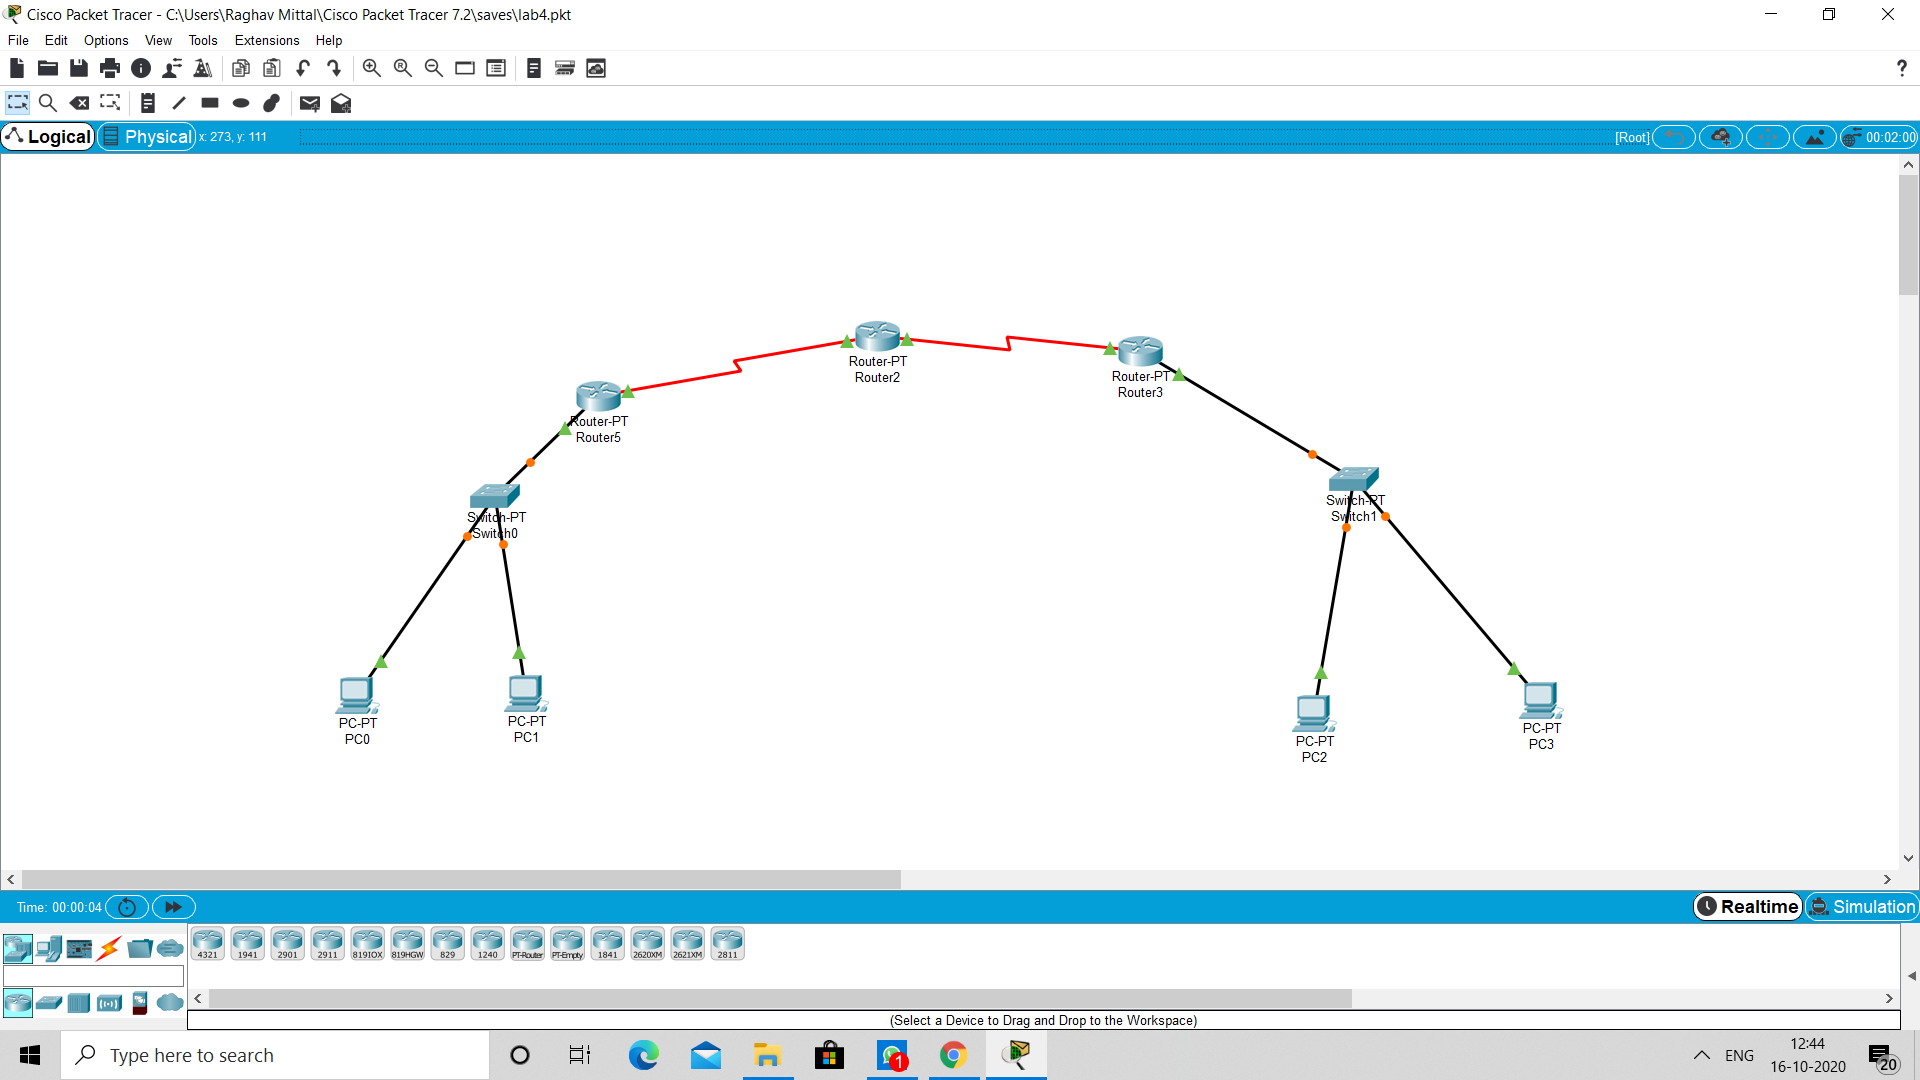 Cisco Packet Tracer - C:\Users\Raghav Mittal\Cisco Packet Tracer 7.2\saves\lab4.pkt
File Edit Options View Tools Extensions Help
?
Logical Physical x: 273, y: 111 [Root] 00:02:00
Router-PT
Router2
Router-PT
Router3
Router-PT
Router5
Switch-PT
Switch0
Switch-PT
Switch1
PC-PT
PC0
PC-PT
PC1
PC-PT
PC2
PC-PT
PC3
Time: 00:00:04 Realtime Simulation
4321 1941 2901 2911 819IOX 819HGW 829 1240 PT-Router PT-Empty 1841 2620XM 2621XM 2811
(Select a Device to Drag and Drop to the Workspace)
Type here to search 1 ENG 12:44
16-10-2020 20